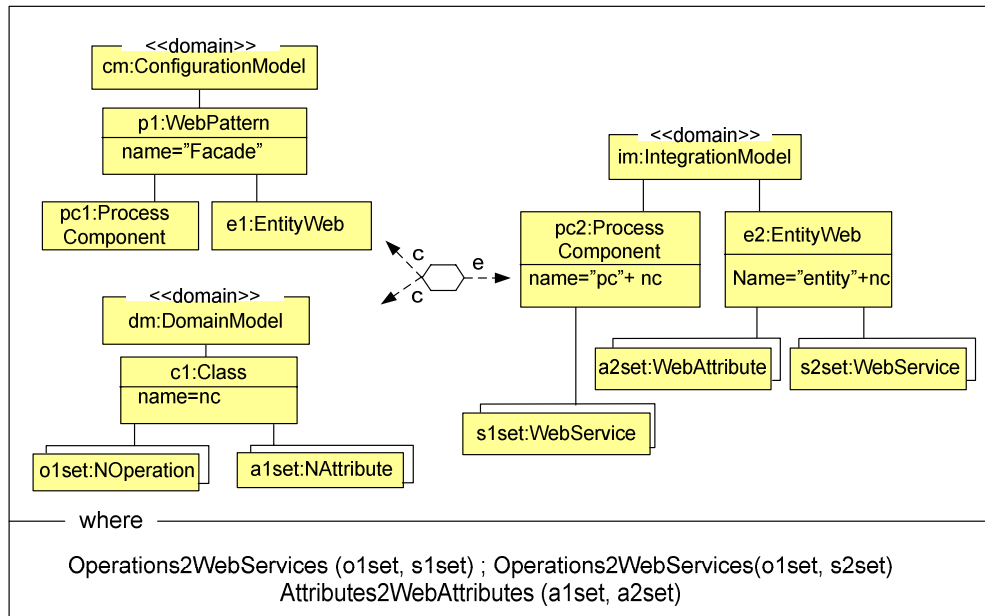 <<domain>>
cm:ConfigurationModel
p1:WebPattern
name="Facade"
pc1:Process
Component
e1:EntityWeb
<<domain>>
dm:DomainModel
c1:Class
name=nc
o1set:NOperation
a1set:NAttribute
c
c
e
<<domain>>
im:IntegrationModel
pc2:Process
Component
name="pc"+ nc
e2:EntityWeb
Name="entity"+nc
a2set:WebAttribute
s2set:WebService
s1set:WebService
where
Operations2WebServices (o1set, s1set) ; Operations2WebServices(o1set, s2set)
Attributes2WebAttributes (a1set, a2set)